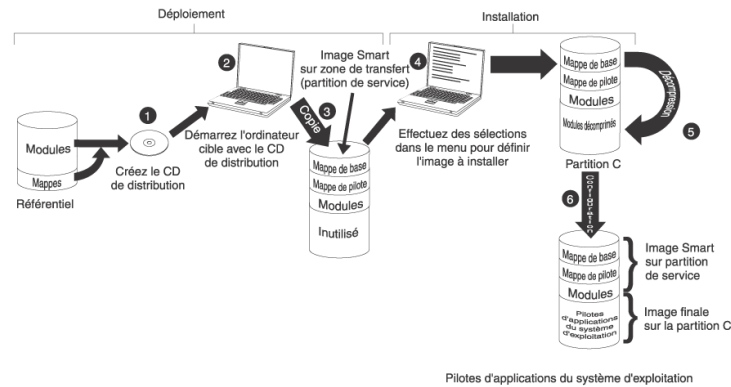 Déploiement
Installation
Modules
Mappes
Référentiel
1
Créez le CD
de distribution
2
Démarrez l'ordinateur
cible avec le CD
de distribution
Copie
3
Image Smart
sur zone de transfert
(partition de service)
Mappe de base
Mappe de pilote
Modules
Inutilisé
4
Effectuez des sélections
dans le menu pour définir
l'image à installer
Mappe de base
Mappe de pilote
Modules
Modules décomprimés
Partition C
Décompression
5
6
Configuration
Mappe de base
Mappe de pilote
Modules
Pilotes
d'applications
du système
d'exploitation
Image Smart
sur partition
de service
Image finale
sur la partition C
Pilotes d'applications du système d'exploitation